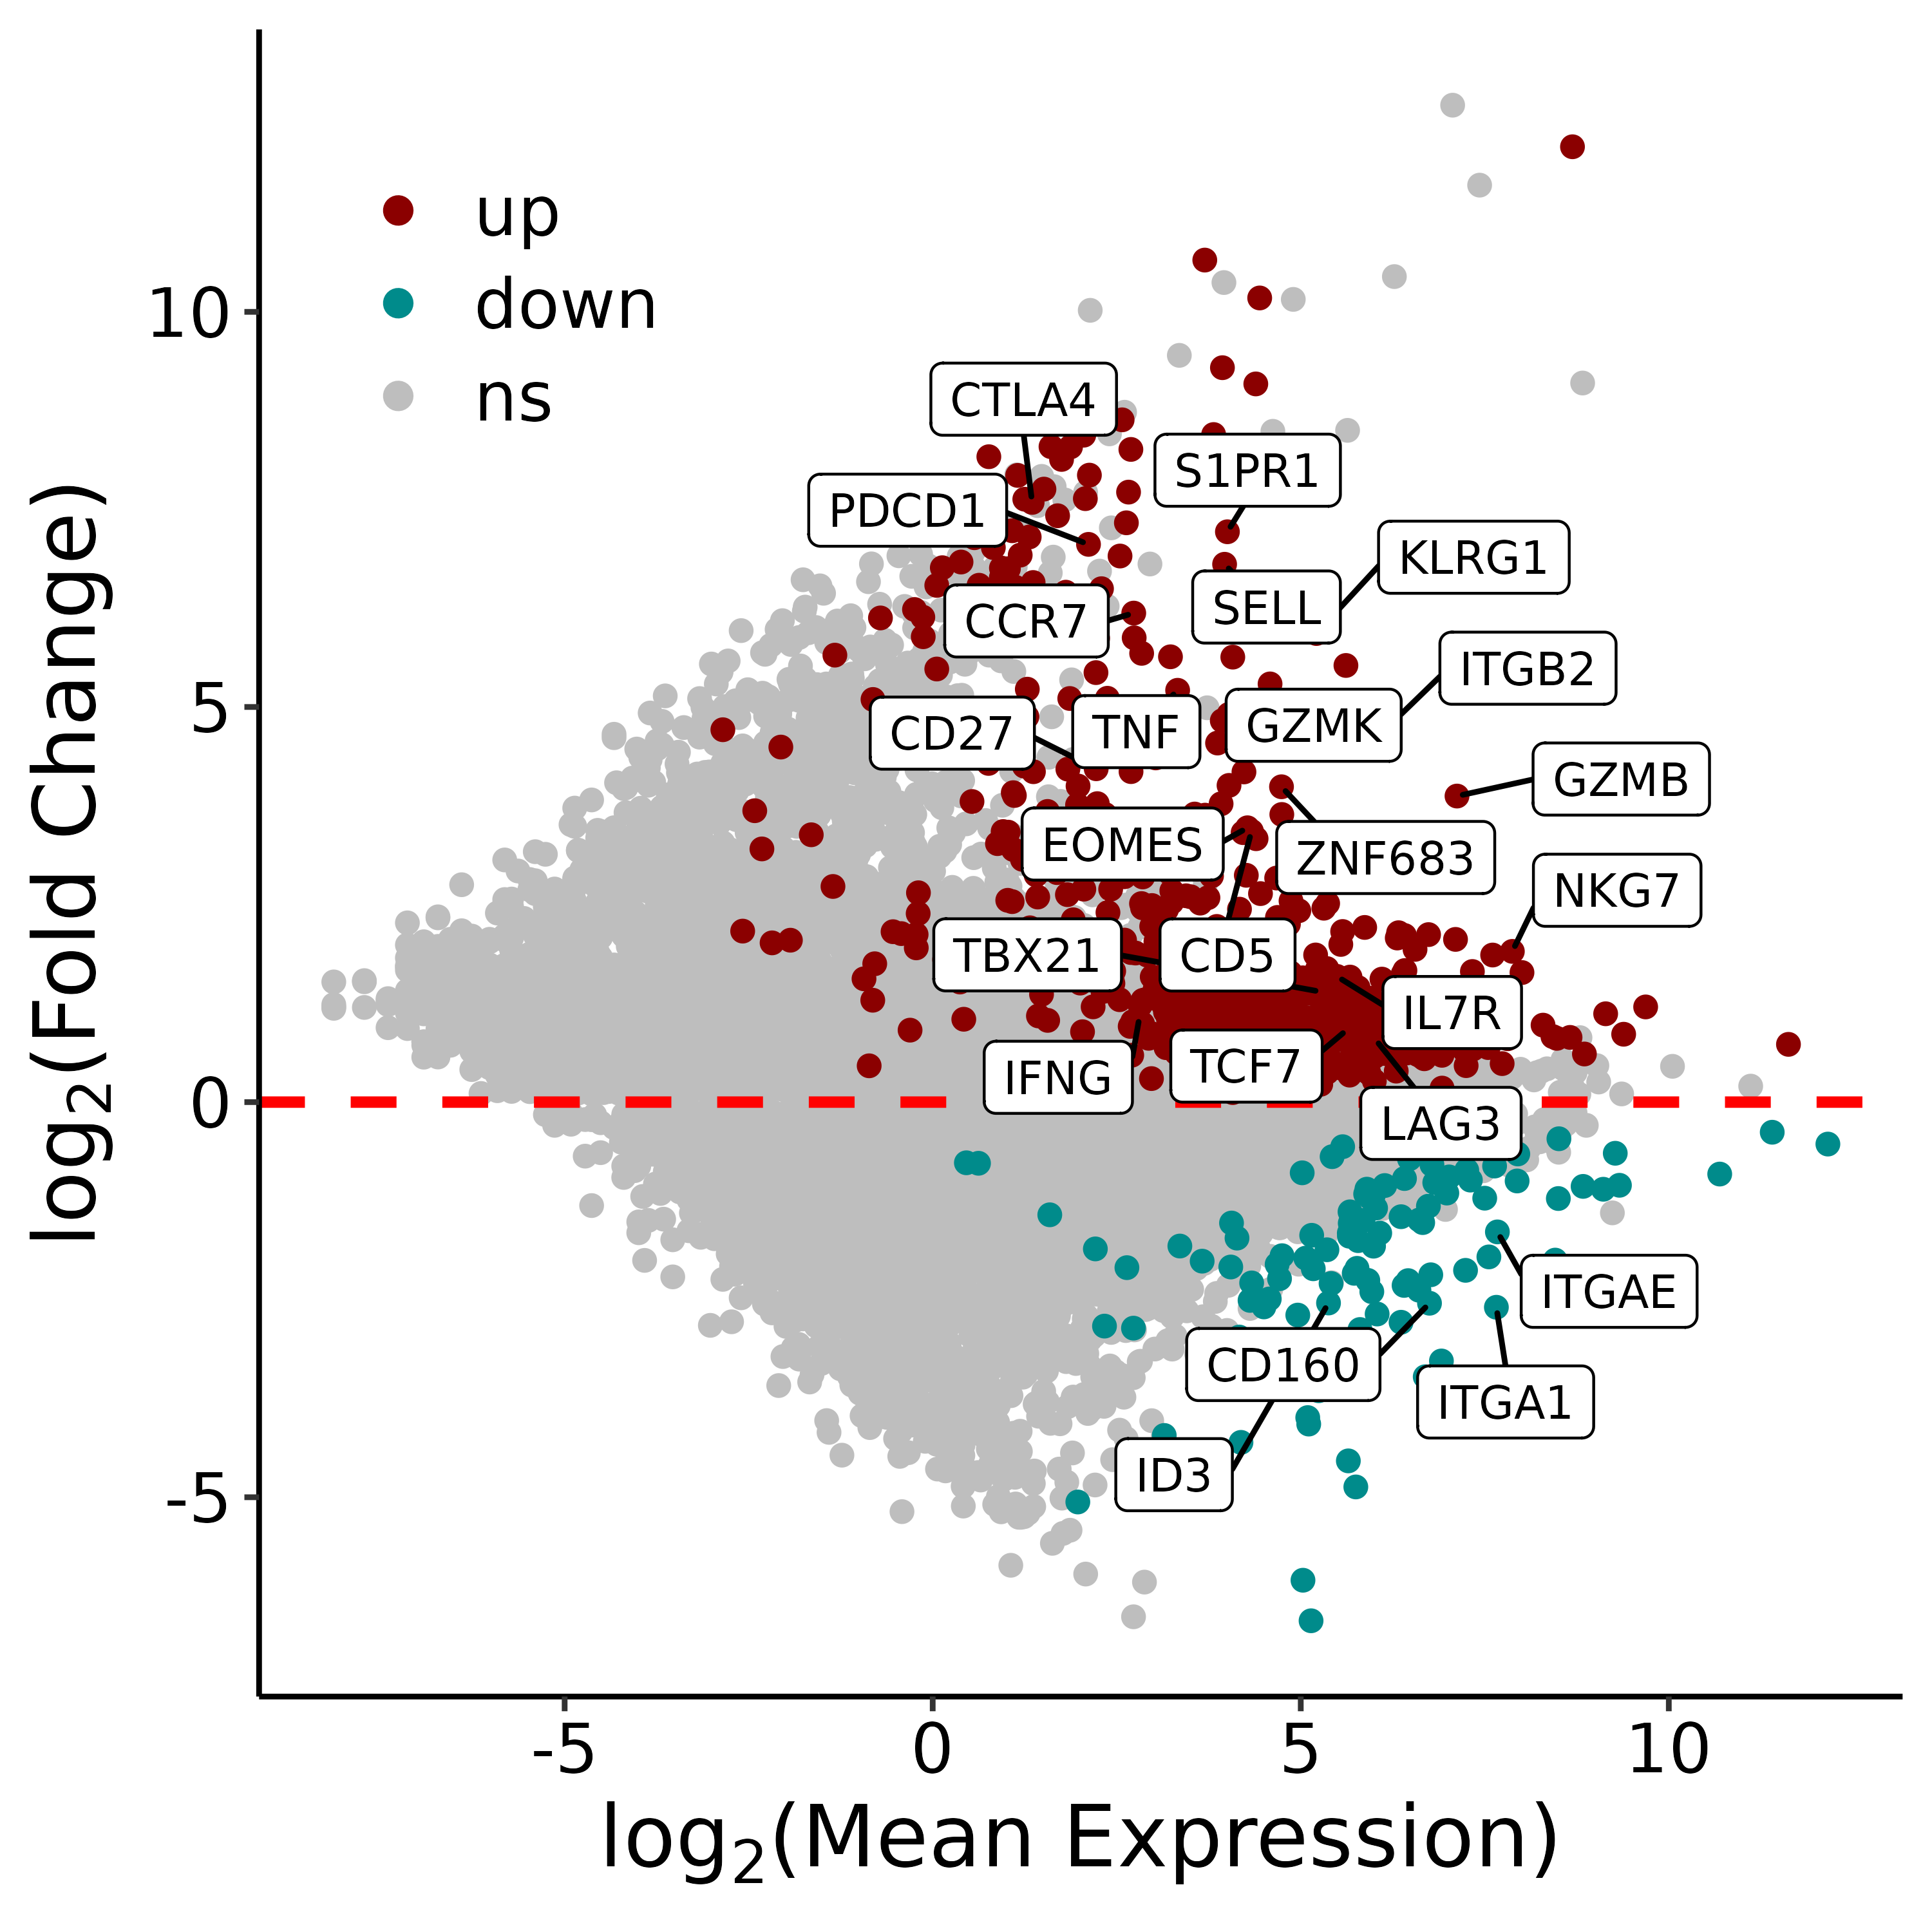 up
down
ns
10
5
0
-5
log2(Fold Change)
CTLA4
S1PR1
PDCD1
KLRG1
SELL
CCR7
ITGB2
GZMK
TNF
CD27
GZMB
EOMES
ZNF683
NKG7
TBX21
CD5
IL7R
TCF7
IFNG
LAG3
ITGAE
CD160
ITGA1
ID3
-5
0
5
10
log2(Mean Expression)